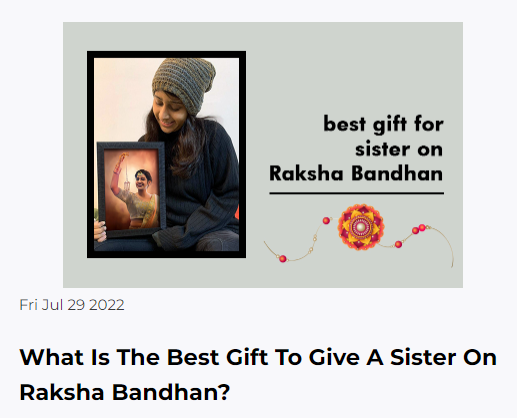 best gift for
sister on
Raksha Bandhan
Fri Jul 29 2022
What Is The Best Gift To Give A Sister On
Raksha Bandhan?